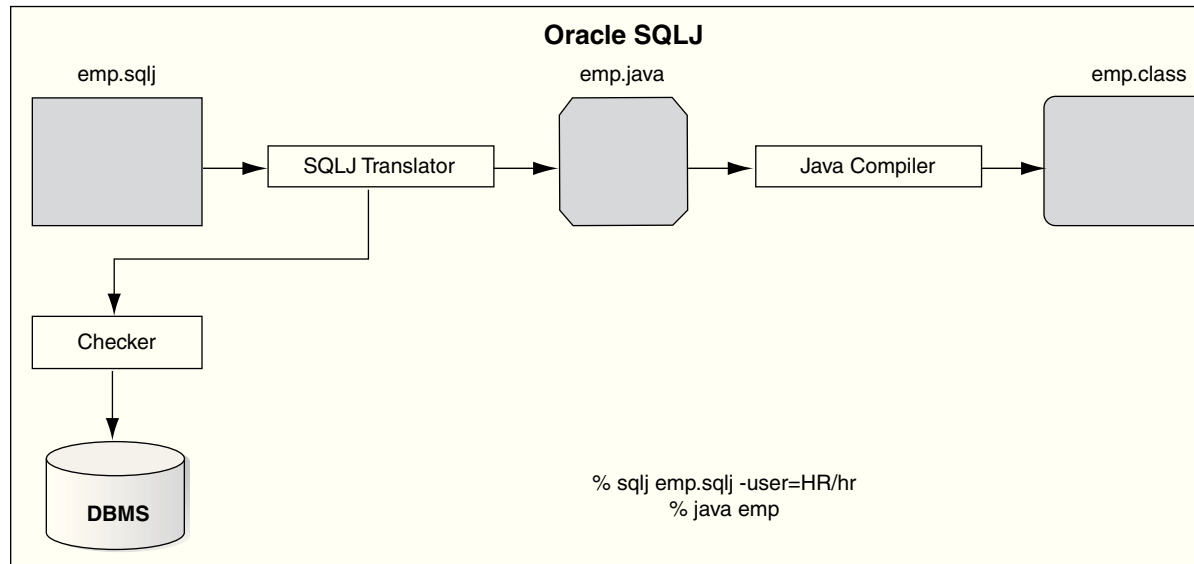 Oracle SQLJ
emp.sqlj
emp.java
emp.class
SQLJ Translator
Java Compiler
Checker
DBMS
% sqlj emp.sqlj -user=HR/hr
% java emp